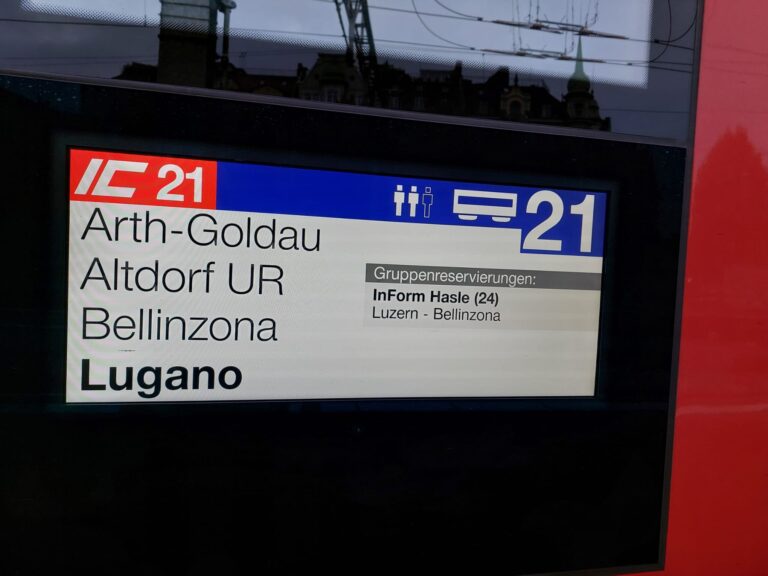 IC 21
21
Arth-Goldau
Altdorf UR
Bellinzona
Lugano
Gruppenreservierungen:
InForm Hasle (24)
Luzern - Bellinzona